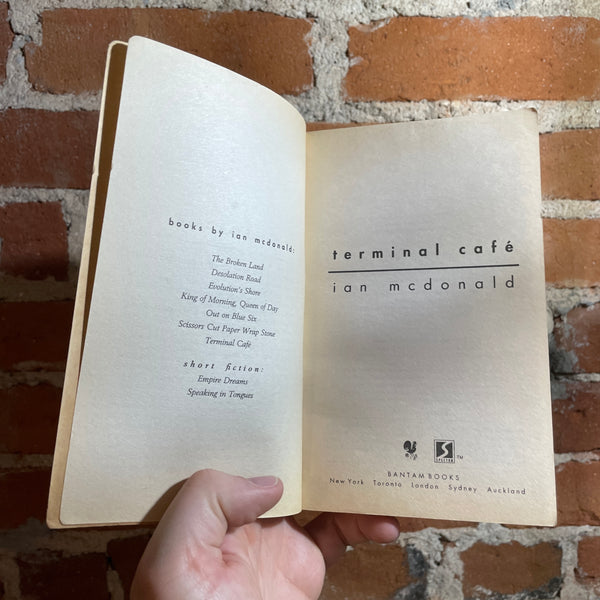 books by ian mcdonald:
The Broken Land
Desolation Road
Evolution's Shore
King of Morning, Queen of Day
Out on Blue Six
Scissors Cut Paper Wrap Stone
Terminal Café
short fiction:
Empire Dreams
Speaking in Tongues
terminal café
ian mcdonald
SPECTRA
TM
BANTAM BOOKS
New York Toronto London Sydney Auckland